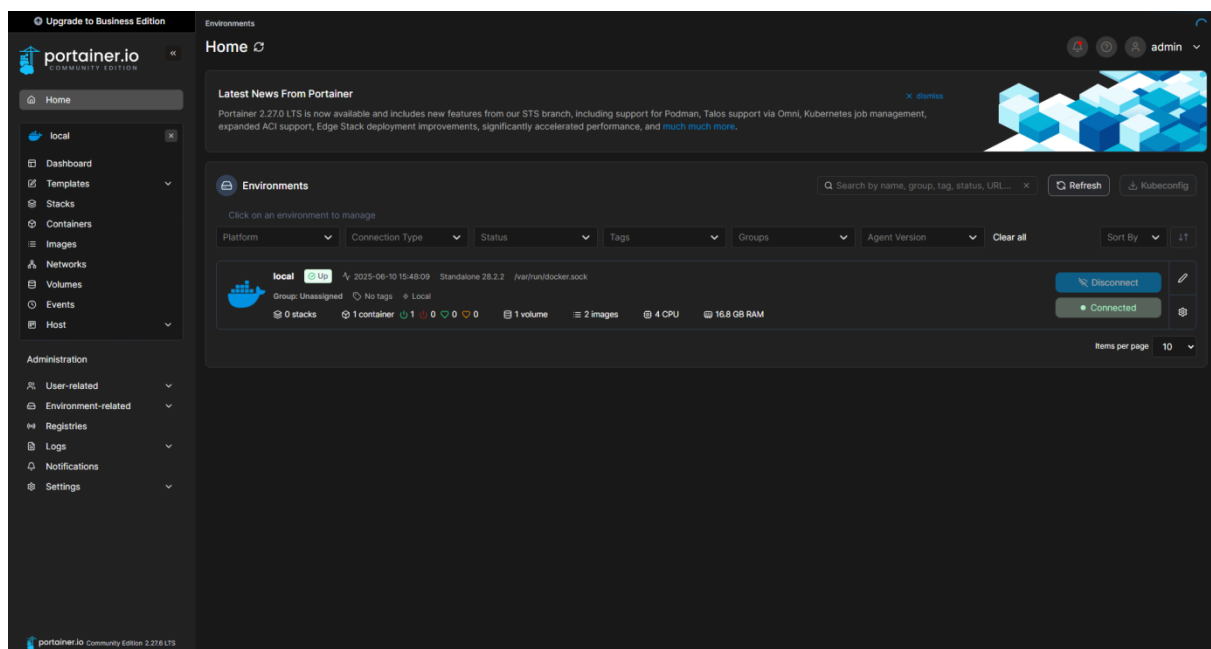 Upgrade to Business Edition
portainer.io
COMMUNITY EDITION
Home
local
Dashboard
Templates
Stacks
Containers
Images
Networks
Volumes
Events
Host
Administration
User-related
Environment-related
Registries
Logs
Notifications
Settings
portainer.io Community Edition 2.27.6 LTS
Environments
Home
admin
Latest News From Portainer
dismiss
Portainer 2.27.0 LTS is now available and includes new features from our STS branch, including support for Podman, Talos support via Omni, Kubernetes job management,
expanded ACI support, Edge Stack deployment improvements, significantly accelerated performance, and much much more.
Environments
Search by name, group, tag, status, URL...
Refresh
Kubeconfig
Click on an environment to manage
Platform Connection Type Status Tags Groups Agent Version Clear all Sort By
local Up 2025-06-10 15:48:09 Standalone 28.2.2 /var/run/docker.sock
Group: Unassigned No tags Local
0 stacks 1 container 1 0 0 0 1 volume 2 images 4 CPU 16.8 GB RAM
Disconnect
Connected
Items per page 10